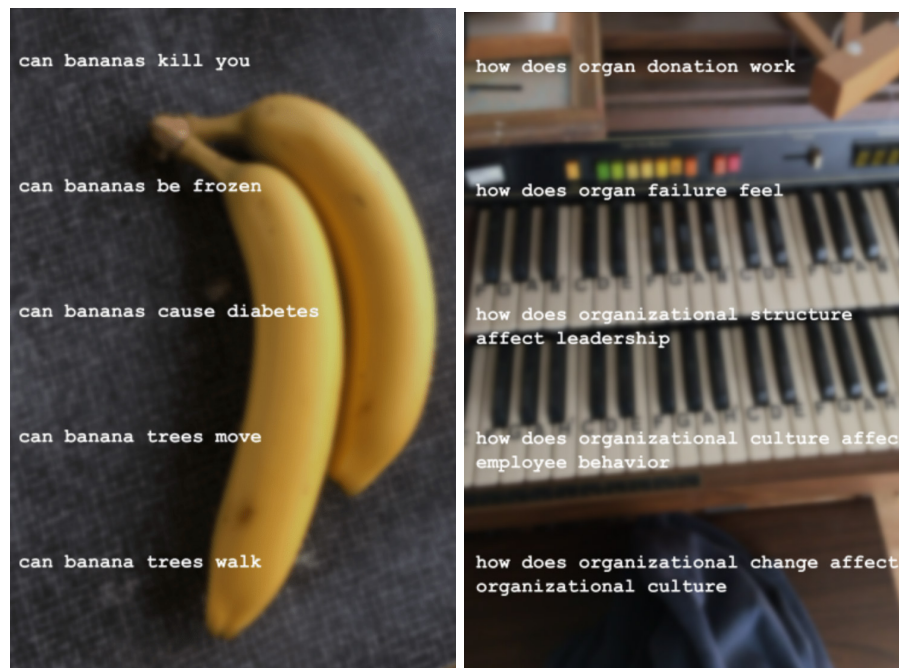 can bananas kill you
can bananas be frozen
can bananas cause diabetes
can banana trees move
can banana trees walk
how does organ donation work
how does organ failure feel
how does organizational structure
affect leadership
how does organizational culture affec
employee behavior
how does organizational change affect
organizational culture